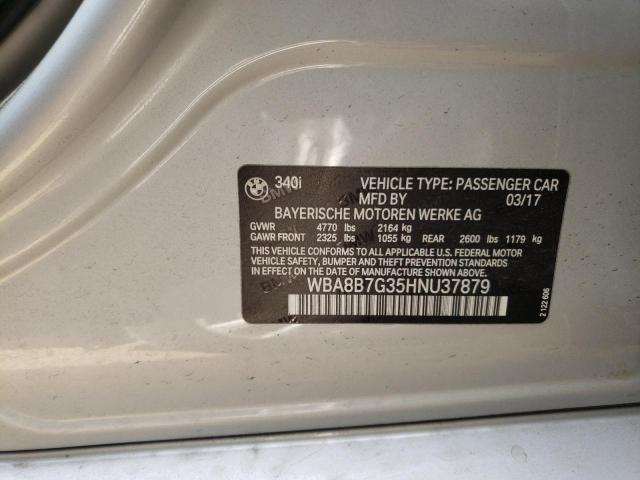 BMW 340i VEHICLE TYPE: PASSENGER CAR
MFD BY 03/17
BAYERISCHE MOTOREN WERKE AG
GVWR 4770 lbs 2164 kg
GAWR FRONT 2325 lbs 1055 kg REAR 2600 lbs 1179 kg
THIS VEHICLE CONFORMS TO ALL APPLICABLE U.S. FEDERAL MOTOR
VEHICLE SAFETY, BUMPER AND THEFT PREVENTION STANDARDS IN
EFFECT ON THE DATE OF MANUFACTURE SHOWN ABOVE.
WBA8B7G35HNU37879
2 122 606